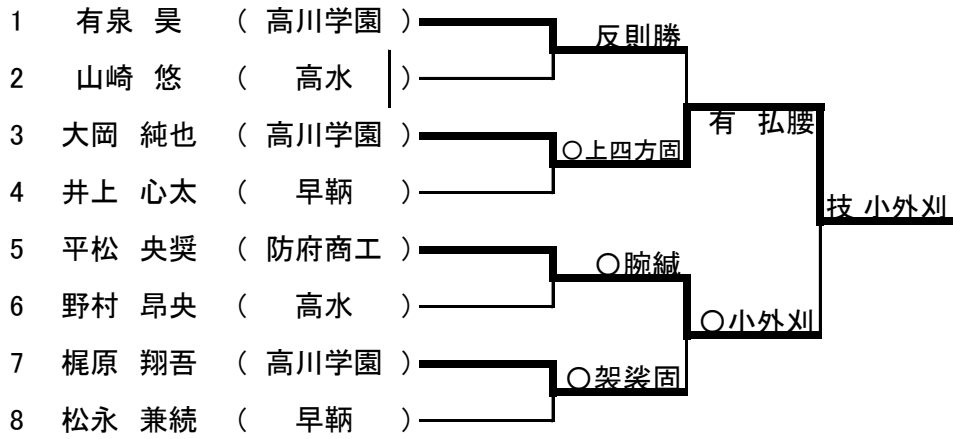 1 有泉 昊 ( 高川学園 )
反則勝
2 山崎 悠 ( 高水 )
有 払腰
3 大岡 純也 ( 高川学園 )
○上四方固
4 井上 心太 ( 早鞆 )
技 小外刈
5 平松 央奨 ( 防府商工 )
○腕緘
6 野村 昂央 ( 高水 )
○小外刈
7 梶原 翔吾 ( 高川学園 )
○袈裟固
8 松永 兼続 ( 早鞆 )